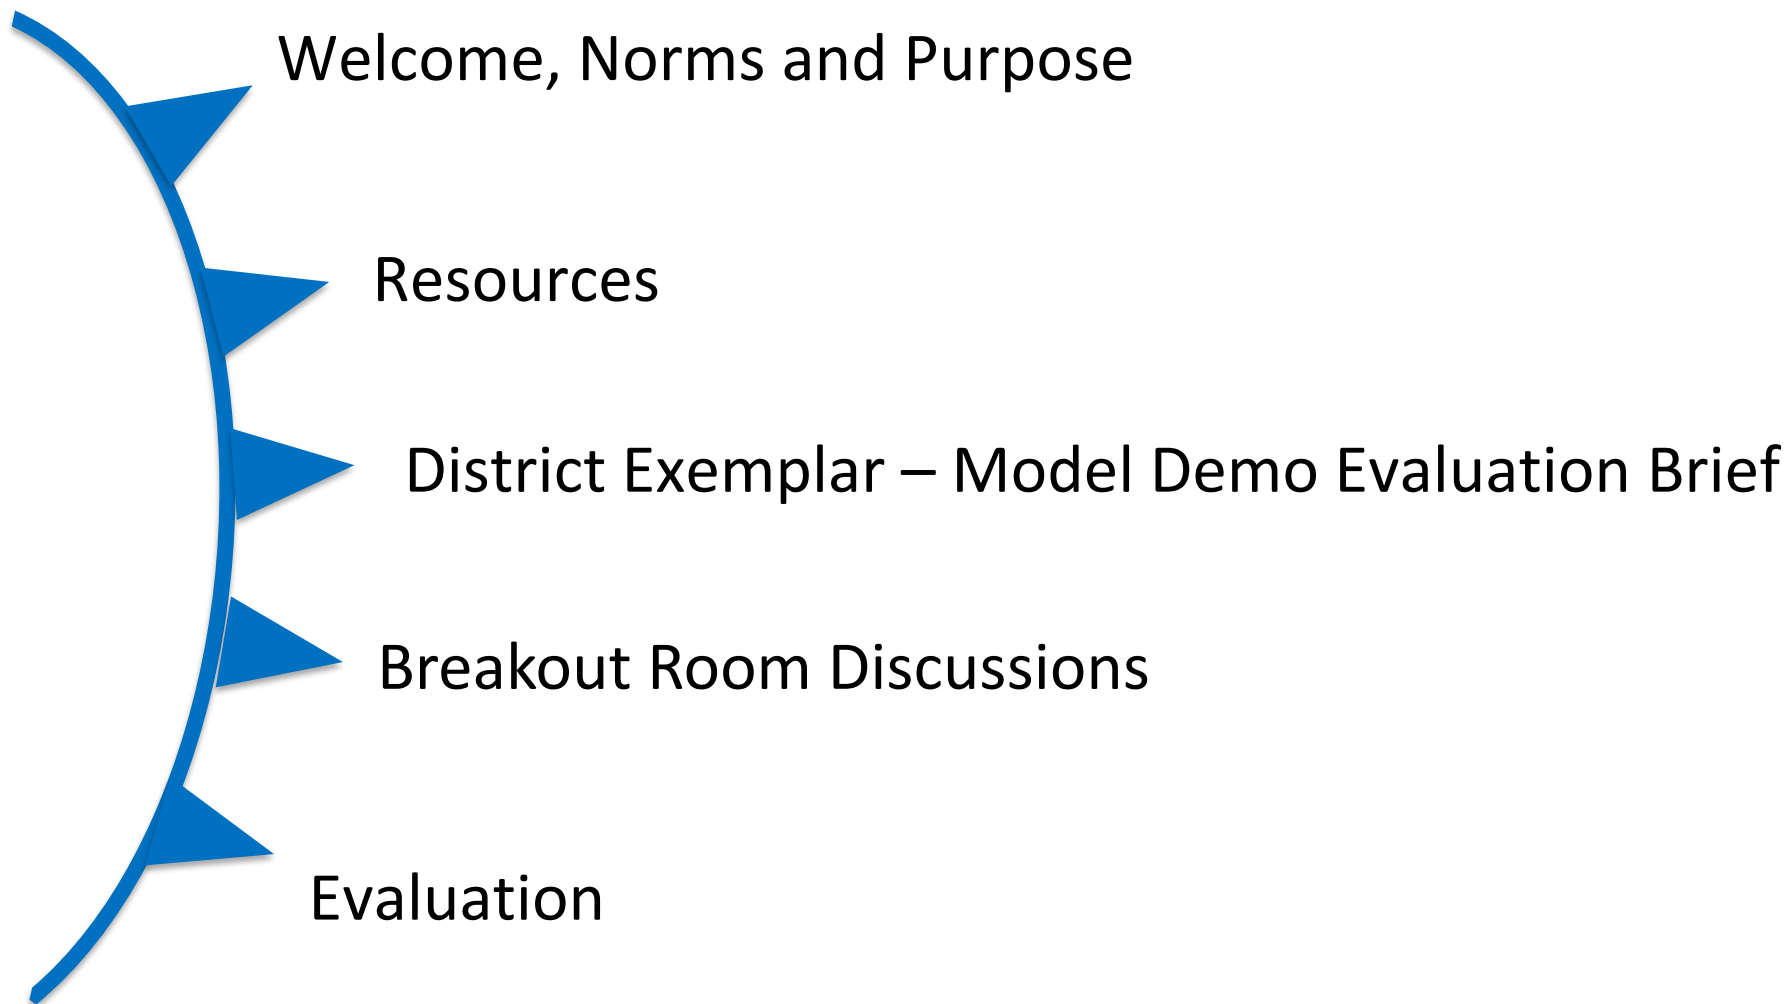 Welcome, Norms and Purpose
Resources
District Exemplar – Model Demo Evaluation Brief
Breakout Room Discussions
Evaluation